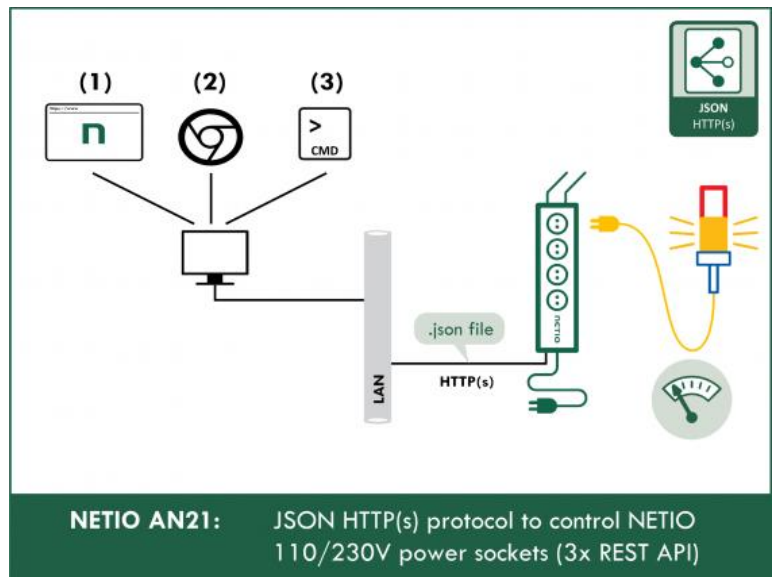 (1) (2) (3)
n
>
CMD
JSON
HTTP(s)
.json file
HTTP(s)
LAN
NETIO
NETIO AN21: JSON HTTP(s) protocol to control NETIO
110/230V power sockets (3x REST API)